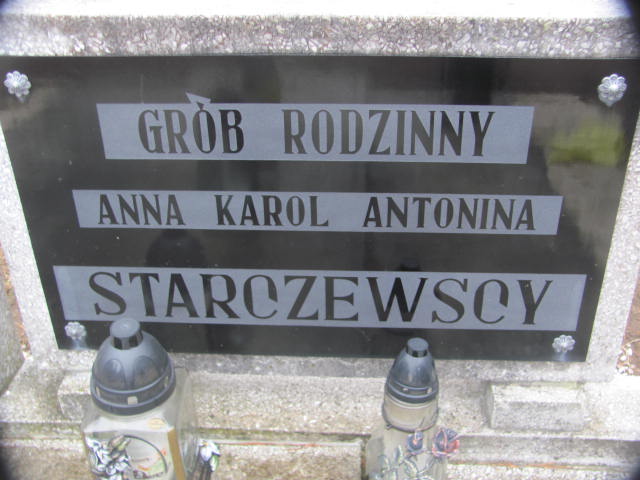 GRÓB RODZINNY
ANNA KAROL ANTONINA
STARCZEWSCY